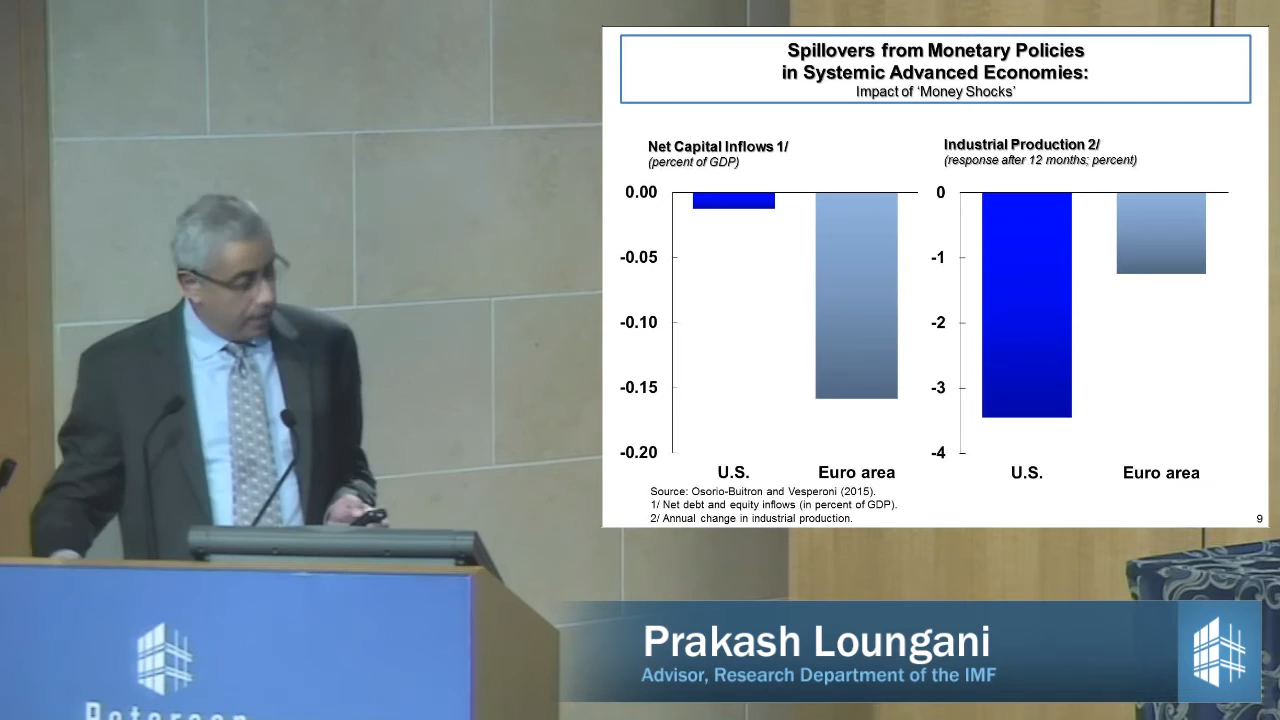 Spillovers from Monetary Policies
in Systemic Advanced Economies:
Impact of ‘Money Shocks’
Net Capital Inflows 1/
(percent of GDP)
0.00
-0.05
-0.10
-0.15
-0.20
U.S. Euro area
Industrial Production 2/
(response after 12 months; percent)
0
-1
-2
-3
-4
U.S. Euro area
Source: Osorio-Buitron and Vesperoni (2015).
1/ Net debt and equity inflows (in percent of GDP).
2/ Annual change in industrial production.
9
Prakash Loungani
Advisor, Research Department of the IMF